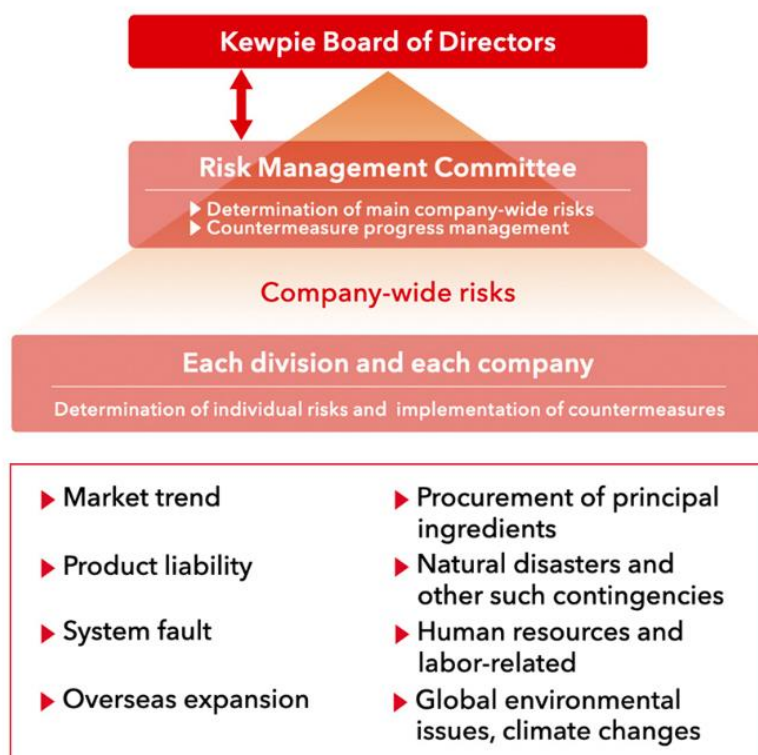 Kewpie Board of Directors
Risk Management Committee
Determination of main company-wide risks
Countermeasure progress management
Company-wide risks
Each division and each company
Determination of individual risks and implementation of countermeasures
Market trend
Product liability
System fault
Overseas expansion
Procurement of principal
ingredients
Natural disasters and
other such contingencies
Human resources and
labor-related
Global environmental
issues, climate changes